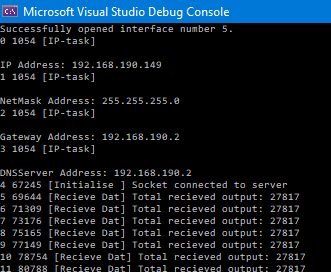 Microsoft Visual Studio Debug Console
Successfully opened interface number 5.
0 1054 [IP-task]
IP Address: 192.168.190.149
1 1054 [IP-task]
NetMask Address: 255.255.255.0
2 1054 [IP-task]
Gateway Address: 192.168.190.2
3 1054 [IP-task]
DNSServer Address: 192.168.190.2
4 67245 [Initialise ] Socket connected to server
5 69644 [Recieve Dat] Total recieved output: 27817
6 71309 [Recieve Dat] Total recieved output: 27817
7 73176 [Recieve Dat] Total recieved output: 27817
8 75165 [Recieve Dat] Total recieved output: 27817
9 77149 [Recieve Dat] Total recieved output: 27817
10 78754 [Recieve Dat] Total recieved output: 27817
11 80788 [Recieve Dat] Total recieved output: 27817